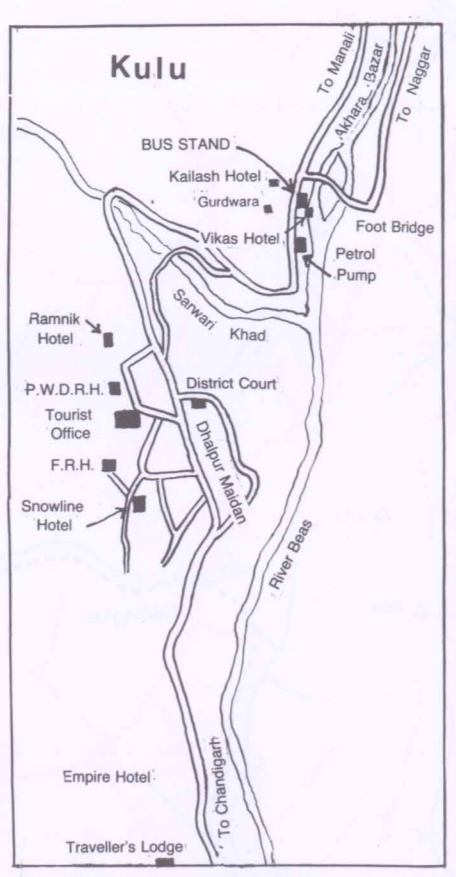 Kulu
To Manali
Akhara Bazar
To Naggar
BUS STAND
Kailash Hotel
Gurdwara
Vikas Hotel
Foot Bridge
Petrol
Pump
Sarwari
Khad
Ramnik
Hotel
P.W.D.R.H.
District Court
Tourist
Office
Dhalpur Maidan
F.R.H.
Snowline
Hotel
River Beas
Empire Hotel
To Chandigarh
Traveller's Lodge